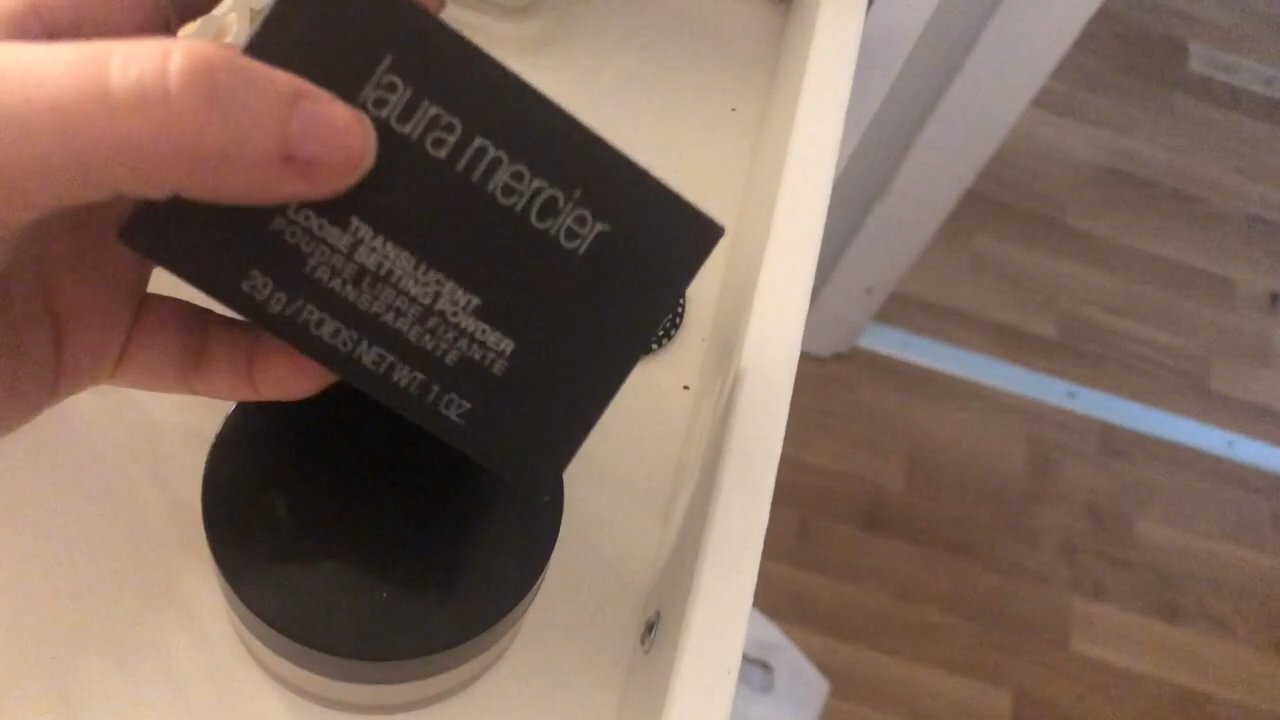 laura mercier
TRANSLUCENT
LOOSE SETTING POWDER
POUDRE LIBRE FIXANTE
TRANSPARENTE
29 g / POIDS NET WT. 1 OZ.